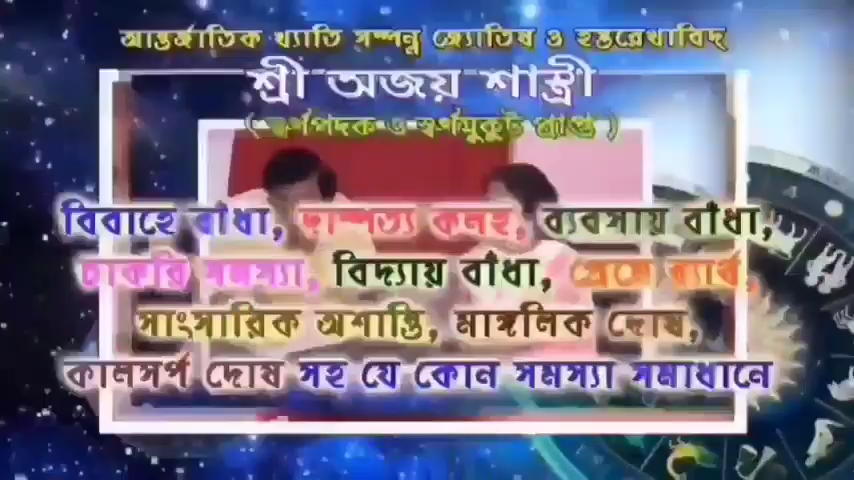 আন্তর্জাতিক খ্যাতি সম্পন্ন জ্যোতিষ ও হস্তরেখাবিদ্
শ্রী অজয় শাস্ত্রী
( স্বর্ণপদক ও স্বর্ণমুকুট প্রাপ্ত )
বিবাহে বাঁধা, দাম্পত্য কলহ, ব্যবসায় বাঁধা,
চাকরি সমস্যা, বিদ্যায় বাঁধা, প্রেমে ব্যার্থ,
সাংসারিক অশান্তি, মাঙ্গলিক দোষ,
কালসর্প দোষ সহ যে কোন সমস্যা সমাধানে